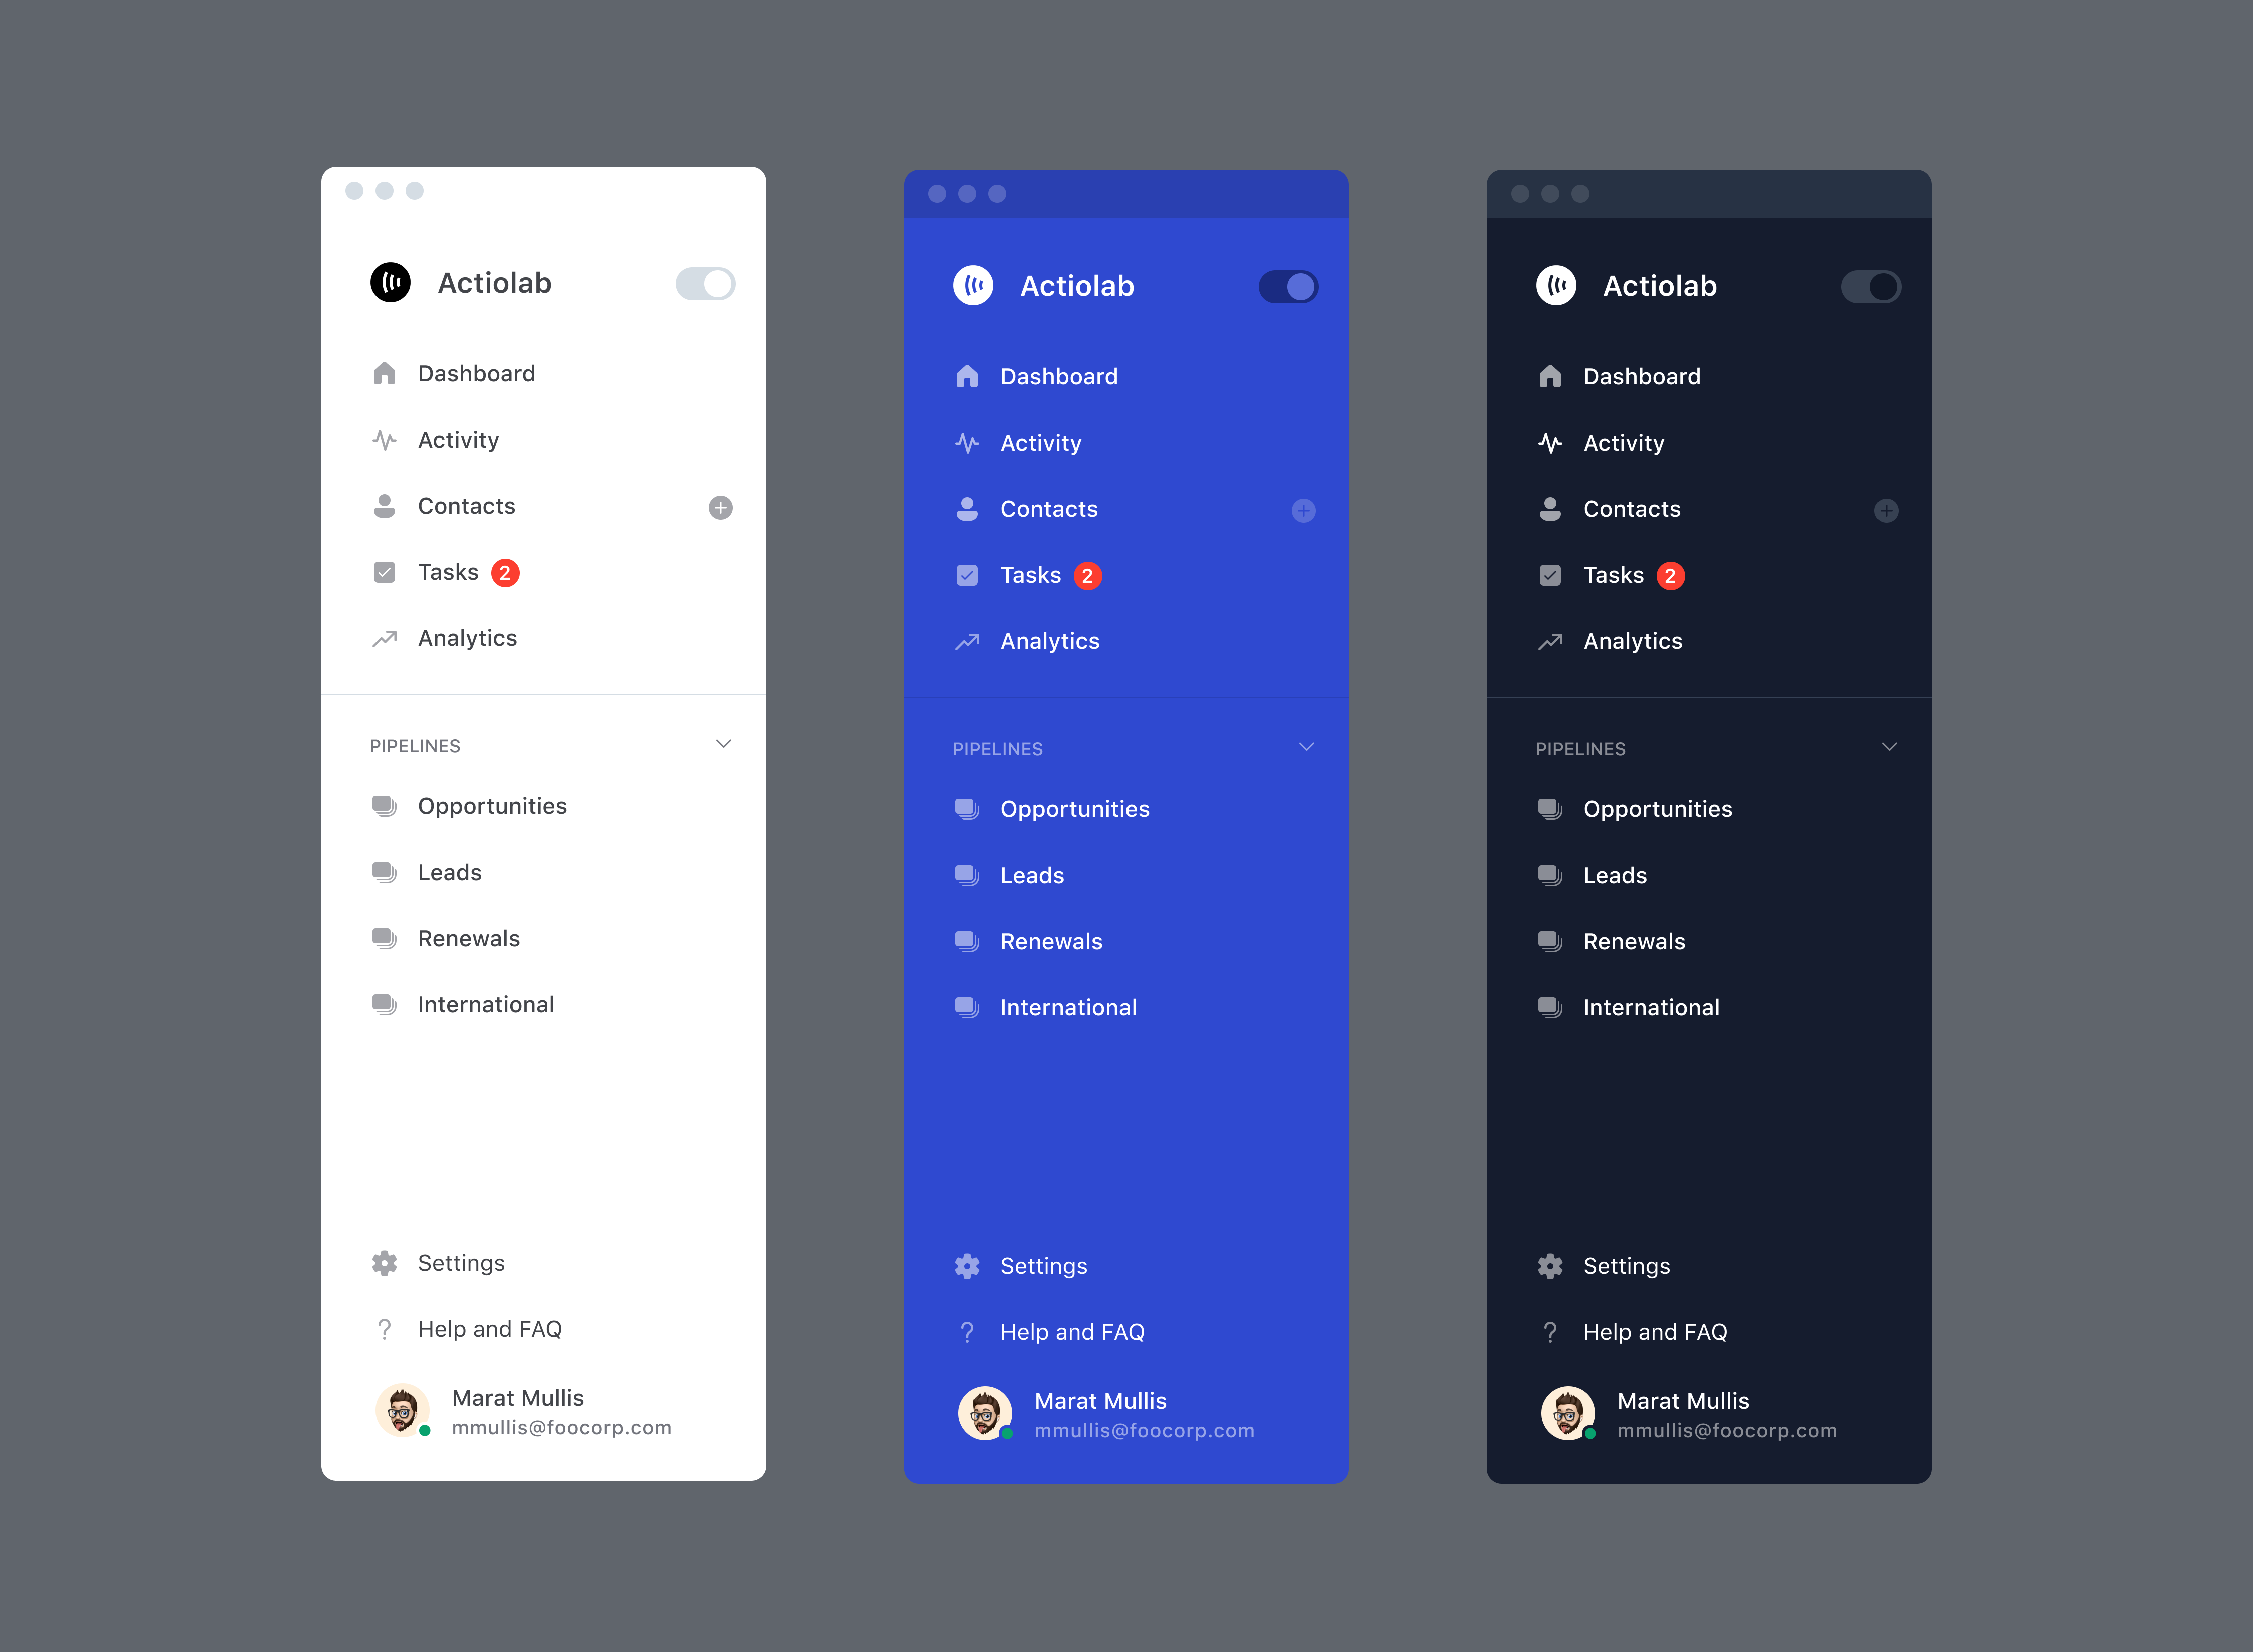 Actiolab
Dashboard
Activity
Contacts
Tasks 2
Analytics
PIPELINES
Opportunities
Leads
Renewals
International
Settings
Help and FAQ
Marat Mullis
mmullis@foocorp.com
Actiolab
Dashboard
Activity
Contacts
Tasks 2
Analytics
PIPELINES
Opportunities
Leads
Renewals
International
Settings
Help and FAQ
Marat Mullis
mmullis@foocorp.com
Actiolab
Dashboard
Activity
Contacts
Tasks 2
Analytics
PIPELINES
Opportunities
Leads
Renewals
International
Settings
Help and FAQ
Marat Mullis
mmullis@foocorp.com